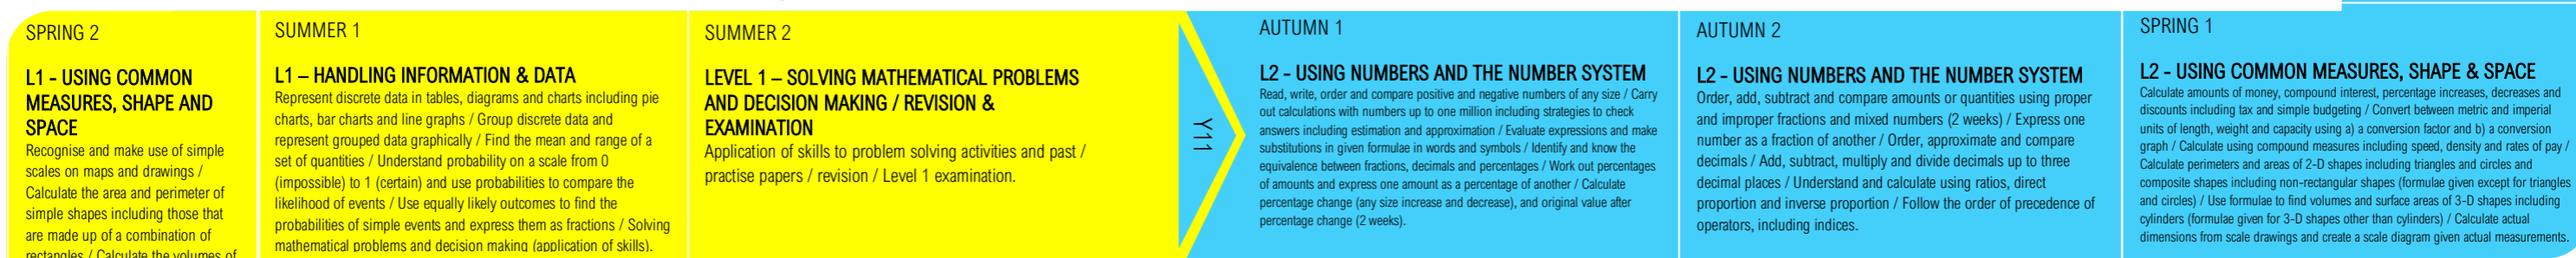 SPRING 2
L1 - USING COMMON
MEASURES, SHAPE AND
SPACE
Recognise and make use of simple
scales on maps and drawings /
Calculate the area and perimeter of
simple shapes including those that
are made up of a combination of
rectangles / Calculate the volumes of
SUMMER 1
L1 – HANDLING INFORMATION & DATA
Represent discrete data in tables, diagrams and charts including pie
charts, bar charts and line graphs / Group discrete data and
represent grouped data graphically / Find the mean and range of a
set of quantities / Understand probability on a scale from 0
(impossible) to 1 (certain) and use probabilities to compare the
likelihood of events / Use equally likely outcomes to find the
probabilities of simple events and express them as fractions / Solving
mathematical problems and decision making (application of skills).
SUMMER 2
LEVEL 1 – SOLVING MATHEMATICAL PROBLEMS
AND DECISION MAKING / REVISION &
EXAMINATION
Application of skills to problem solving activities and past /
practise papers / revision / Level 1 examination.
Y11
AUTUMN 1
L2 - USING NUMBERS AND THE NUMBER SYSTEM
Read, write, order and compare positive and negative numbers of any size / Carry
out calculations with numbers up to one million including strategies to check
answers including estimation and approximation / Evaluate expressions and make
substitutions in given formulae in words and symbols / Identify and know the
equivalence between fractions, decimals and percentages / Work out percentages
of amounts and express one amount as a percentage of another / Calculate
percentage change (any size increase and decrease), and original value after
percentage change (2 weeks).
AUTUMN 2
L2 - USING NUMBERS AND THE NUMBER SYSTEM
Order, add, subtract and compare amounts or quantities using proper
and improper fractions and mixed numbers (2 weeks) / Express one
number as a fraction of another / Order, approximate and compare
decimals / Add, subtract, multiply and divide decimals up to three
decimal places / Understand and calculate using ratios, direct
proportion and inverse proportion / Follow the order of precedence of
operators, including indices.
SPRING 1
L2 - USING COMMON MEASURES, SHAPE & SPACE
Calculate amounts of money, compound interest, percentage increases, decreases and
discounts including tax and simple budgeting / Convert between metric and imperial
units of length, weight and capacity using a) a conversion factor and b) a conversion
graph / Calculate using compound measures including speed, density and rates of pay /
Calculate perimeters and areas of 2-D shapes including triangles and circles and
composite shapes including non-rectangular shapes (formulae given except for triangles
and circles) / Use formulae to find volumes and surface areas of 3-D shapes including
cylinders (formulae given for 3-D shapes other than cylinders) / Calculate actual
dimensions from scale drawings and create a scale diagram given actual measurements.